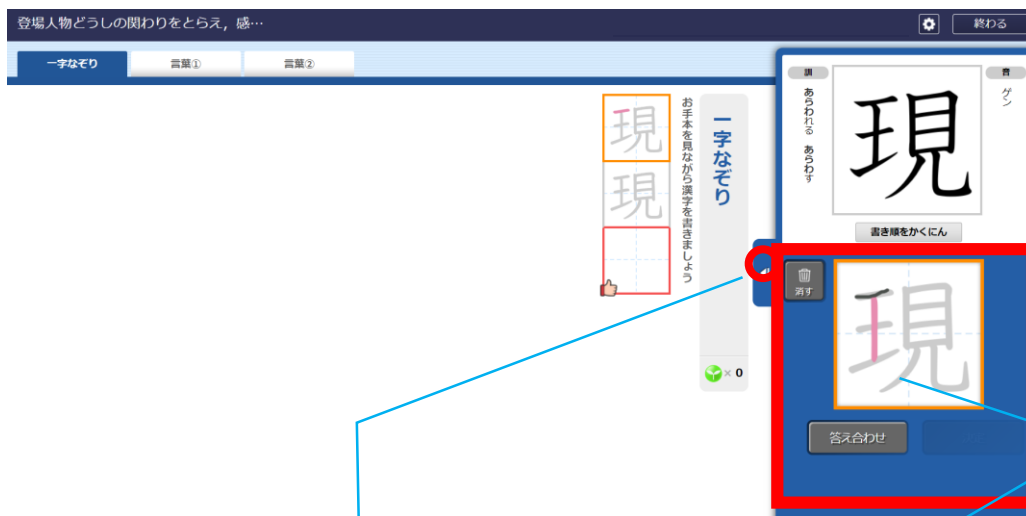 登場人物どうしの関わりをとらえ，感…
終わる
一字なぞり
言葉①
言葉②
訓
音
あらわれる あらわす
現
ゲン
書き順をかくにん
一字なぞり
お手本を見ながら漢字を書きましょう
現
現
× 0
消す
現
答え合わせ